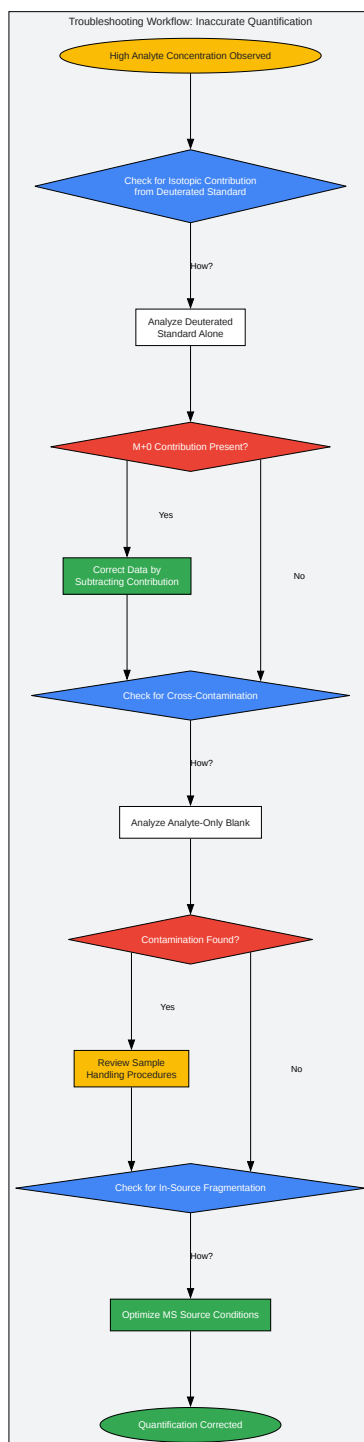 Troubleshooting Workflow: Inaccurate Quantification
High Analyte Concentration Observed
Check for Isotopic Contribution
from Deuterated Standard
How?
Analyze Deuterated
Standard Alone
M+0 Contribution Present?
Yes
Correct Data by
Subtracting Contribution
No
Check for Cross-Contamination
How?
Analyze Analyte-Only Blank
Contamination Found?
Yes
Review Sample
Handling Procedures
No
Check for In-Source Fragmentation
How?
Optimize MS Source Conditions
Quantification Corrected